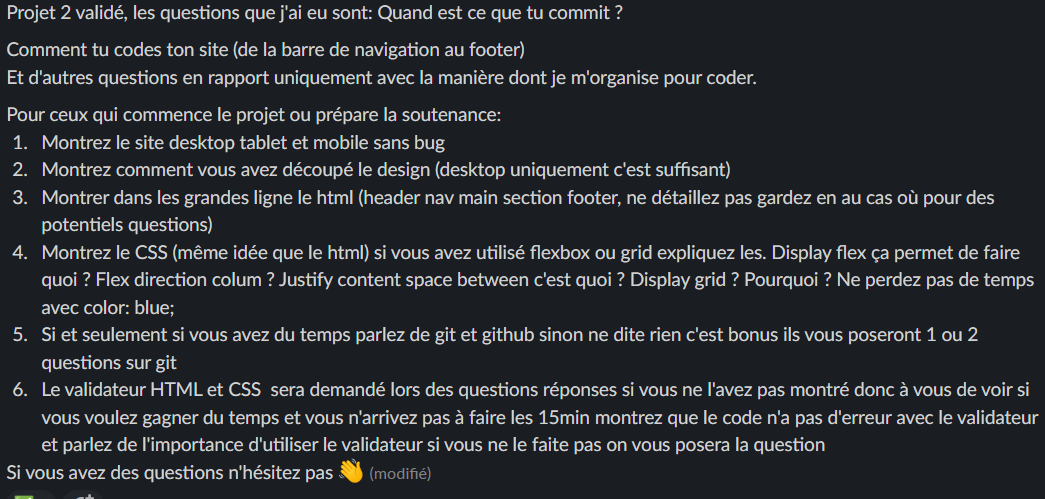 Projet 2 validé, les questions que j'ai eu sont: Quand est ce que tu commit ?
Comment tu codes ton site (de la barre de navigation au footer)
Et d'autres questions en rapport uniquement avec la manière dont je m'organise pour coder.
Pour ceux qui commence le projet ou prépare la soutenance:
1. Montrez le site desktop tablet et mobile sans bug
2. Montrez comment vous avez découpé le design (desktop uniquement c'est suffisant)
3. Montrer dans les grandes ligne le html (header nav main section footer, ne détaillez pas gardez en au cas où pour des
potentiels questions)
4. Montrez le CSS (même idée que le html) si vous avez utilisé flexbox ou grid expliquez les. Display flex ça permet de faire
quoi ? Flex direction colum ? Justify content space between c'est quoi ? Display grid ? Pourquoi ? Ne perdez pas de temps
avec color: blue;
5. Si et seulement si vous avez du temps parlez de git et github sinon ne dite rien c'est bonus ils vous poseront 1 ou 2
questions sur git
6. Le validateur HTML et CSS sera demandé lors des questions réponses si vous ne l'avez pas montré donc à vous de voir si
vous voulez gagner du temps et vous n'arrivez pas à faire les 15min montrez que le code n'a pas d'erreur avec le validateur
et parlez de l'importance d'utiliser le validateur si vous ne le faite pas on vous posera la question
Si vous avez des questions n'hésitez pas 👋 (modifié)